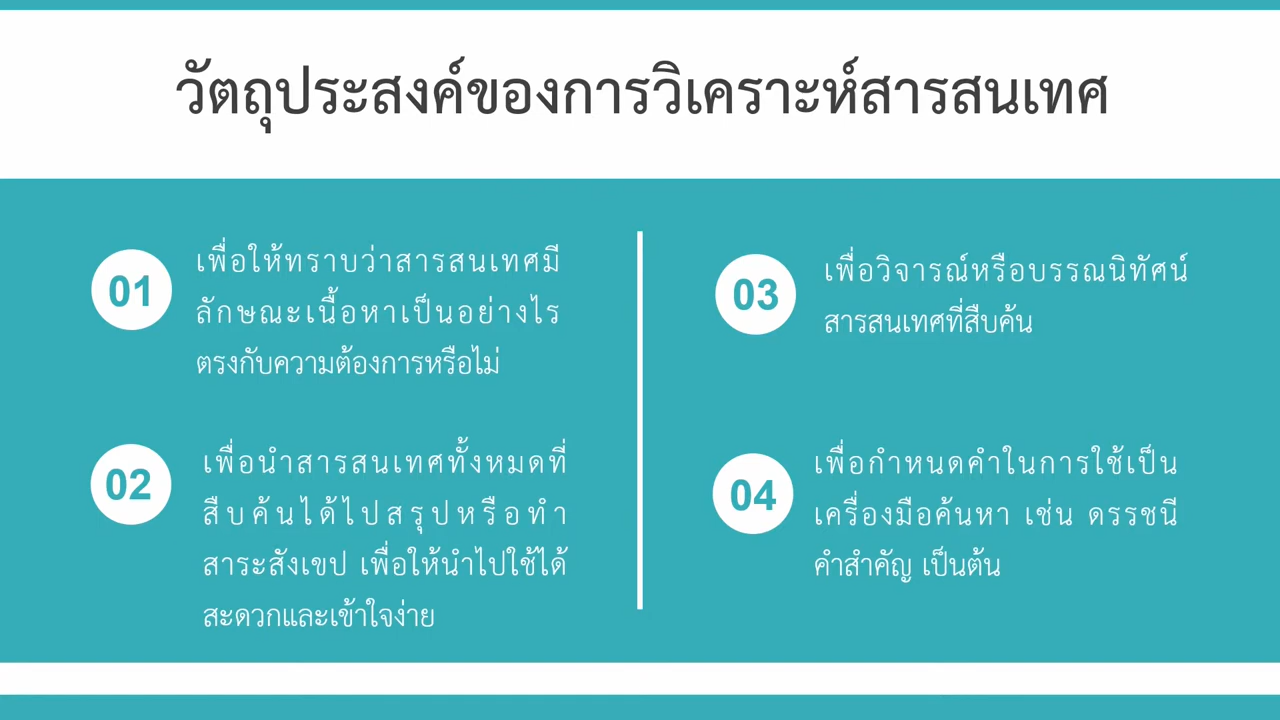 วัตถุประสงค์ของการวิเคราะห์สารสนเทศ
01
เพื่อให้ทราบว่าสารสนเทศมี
ลักษณะเนื้อหาเป็นอย่างไร
ตรงกับความต้องการหรือไม่
02
เพื่อนำสารสนเทศทั้งหมดที่
สืบค้นได้ไปสรุปหรือทำ
สาระสังเขป เพื่อให้นำไปใช้ได้
สะดวกและเข้าใจง่าย
03
เพื่อวิจารณ์หรือบรรณนิทัศน์
สารสนเทศที่สืบค้น
04
เพื่อกำหนดคำในการใช้เป็น
เครื่องมือค้นหา เช่น ดรรชนี
คำสำคัญ เป็นต้น